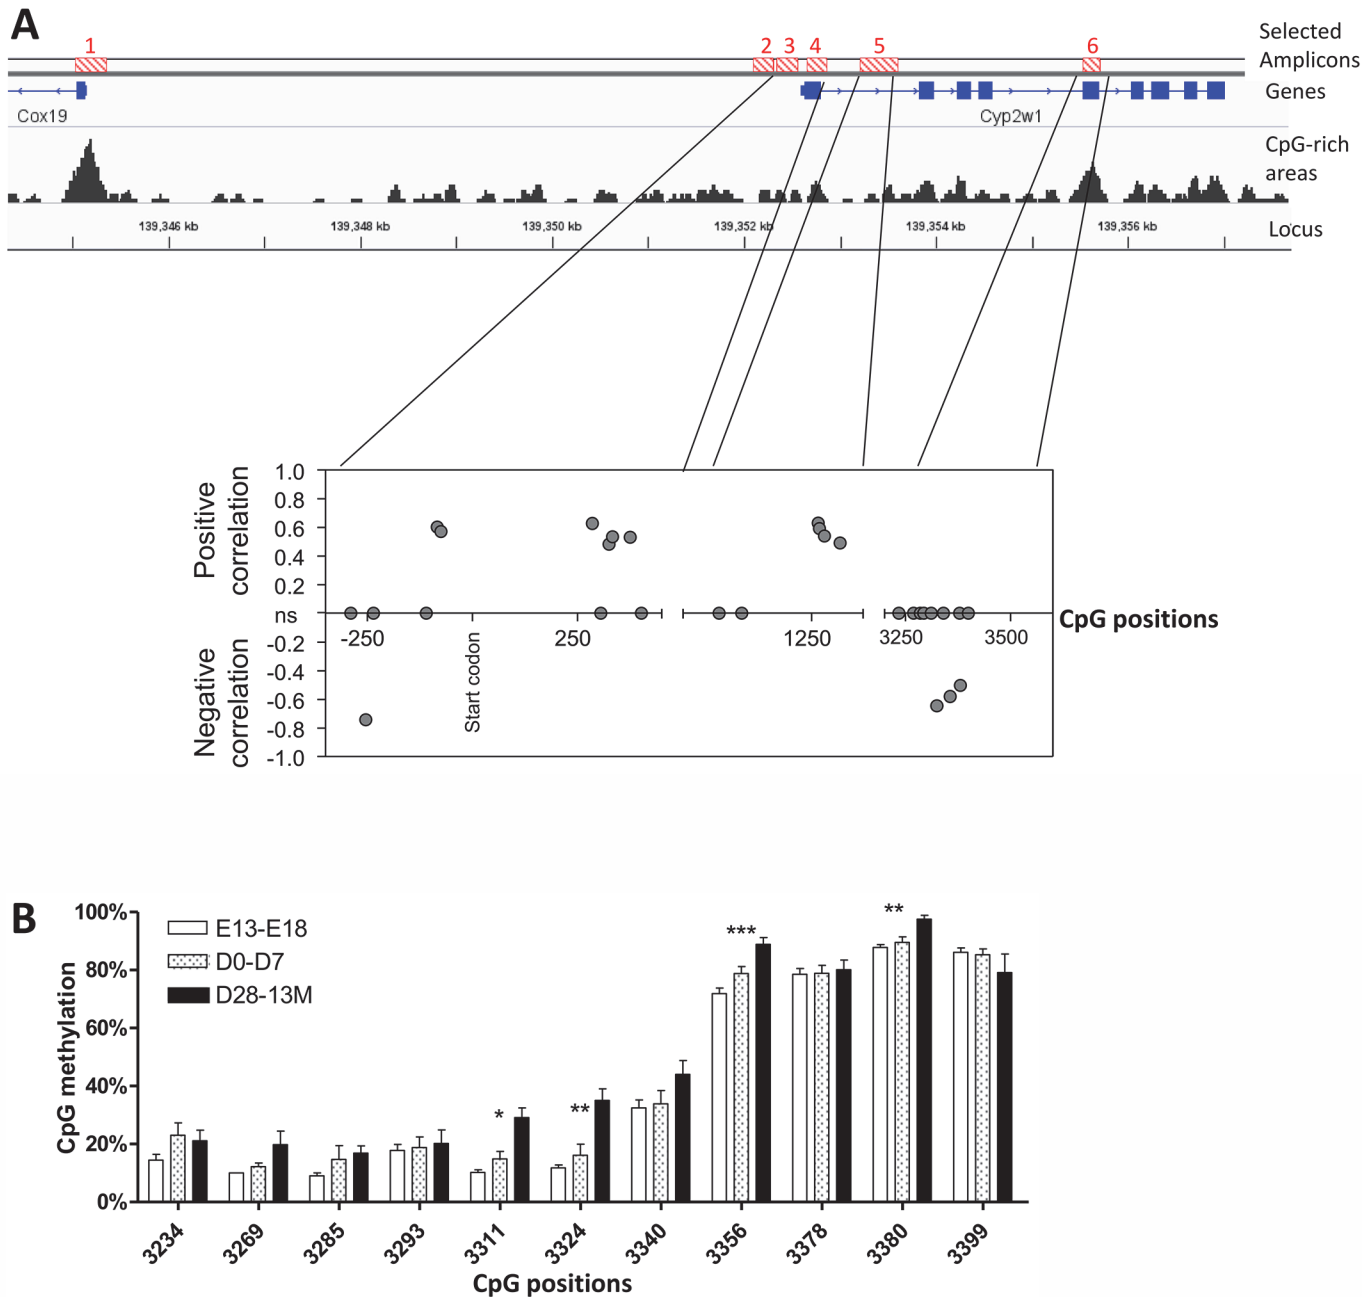 A
1 2 3 4 5 6
Selected
Amplicons
Genes
Cox19
Cyp2w1
CpG-rich
areas
139,346 kb 139,348 kb 139,350 kb 139,352 kb 139,354 kb 139,356 kb
Locus
Positive
correlation
Negative
correlation
1.0
0.8
0.6
0.4
0.2
ns
-0.2
-0.4
-0.6
-0.8
-1.0
-250 250 1250 3250 3500
Start codon
CpG positions
B
CpG methylation
100%
80%
60%
40%
20%
0%
E13-E18
D0-D7
D28-13M
* ** *** **
3234 3269 3285 3293 3311 3324 3340 3356 3378 3380 3399
CpG positions